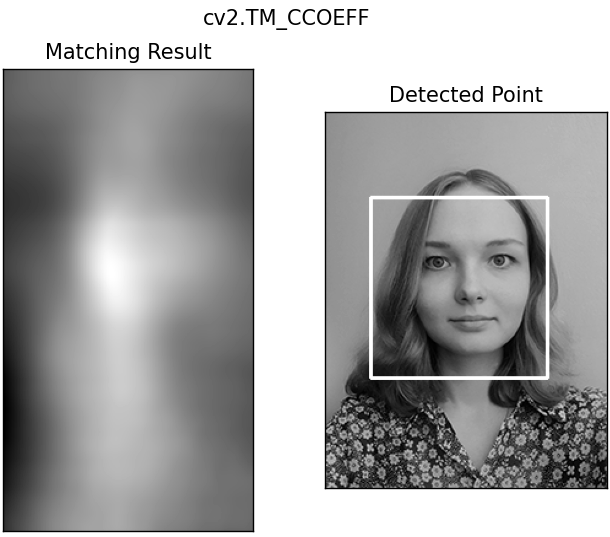 cv2.TM_CCOEFF
Matching Result
Detected Point